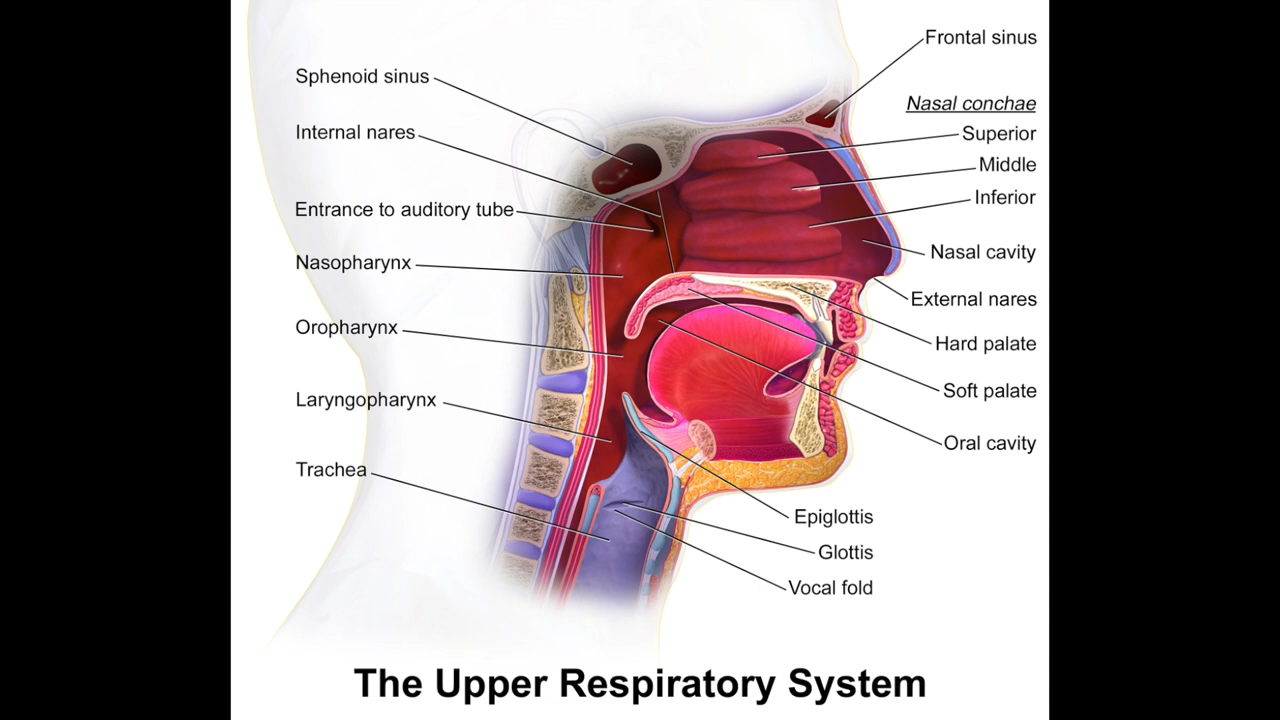 Sphenoid sinus
Internal nares
Entrance to auditory tube
Nasopharynx
Oropharynx
Laryngopharynx
Trachea
Frontal sinus
Nasal conchae
Superior
Middle
Inferior
Nasal cavity
External nares
Hard palate
Soft palate
Oral cavity
Epiglottis
Glottis
Vocal fold
The Upper Respiratory System